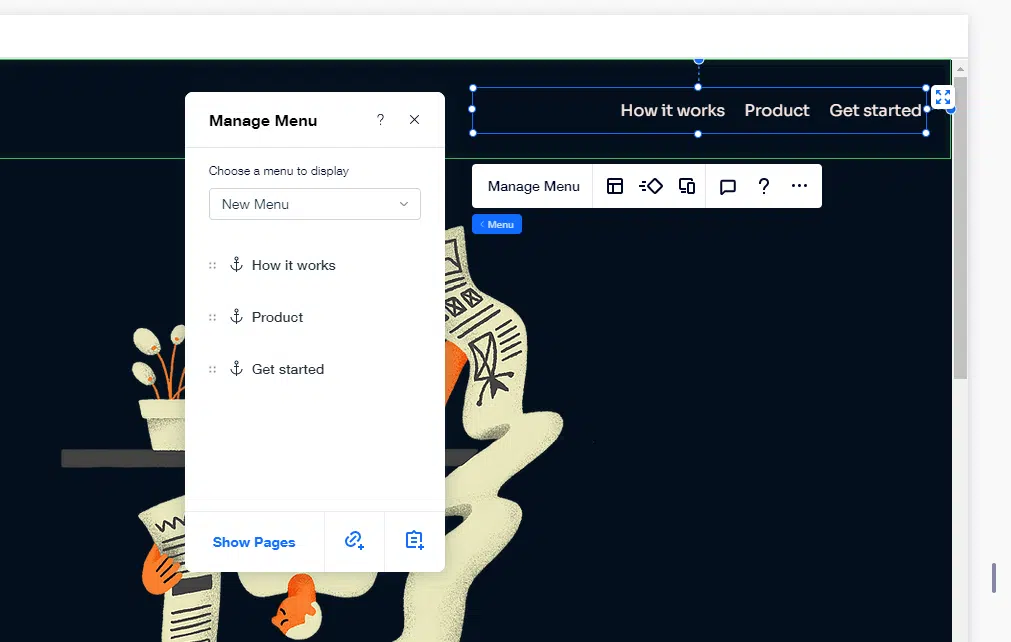 How it works Product Get started
Manage Menu ?
Choose a menu to display
New Menu
How it works
Product
Get started
Show Pages
Manage Menu ?
Menu